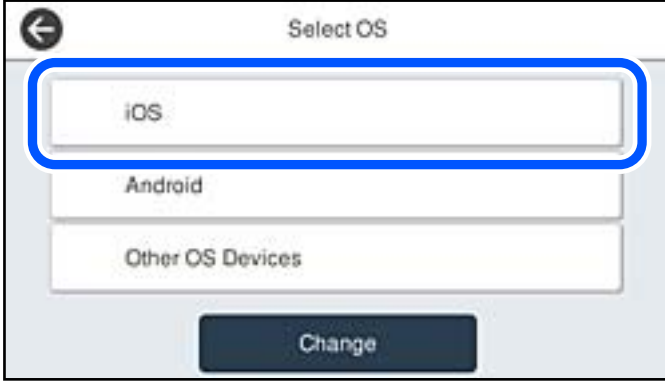 Select OS
iOS
Android
Other OS Devices
Change